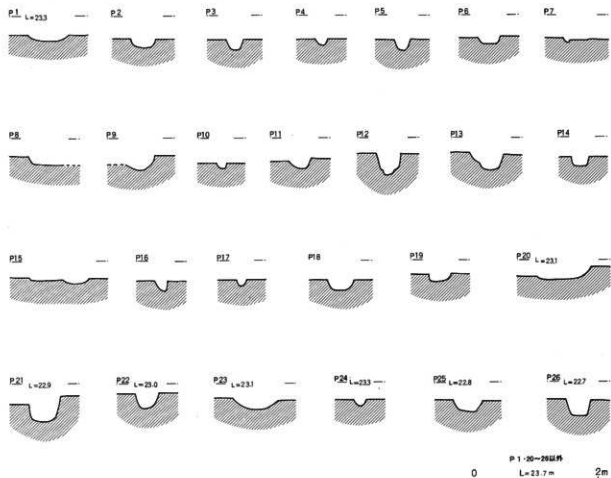 P1 L=23.3 P2 P3 P4 P5 P6 P7
P8 P9 P10 P11 P12 P13 P14
P15 P16 P17 P18 P19 P20 L=23.1
P21 L=22.9 P22 L=23.0 P23 L=23.1 P24 L=23.3 P25 L=22.8 P26 L=22.7
P1・20〜26以外
L=23.7m
0 2m